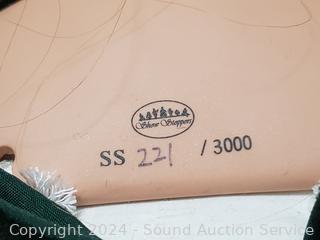 Show Stoppers
SS 221 / 3000
Copyright 2024 - Sound Auction Service